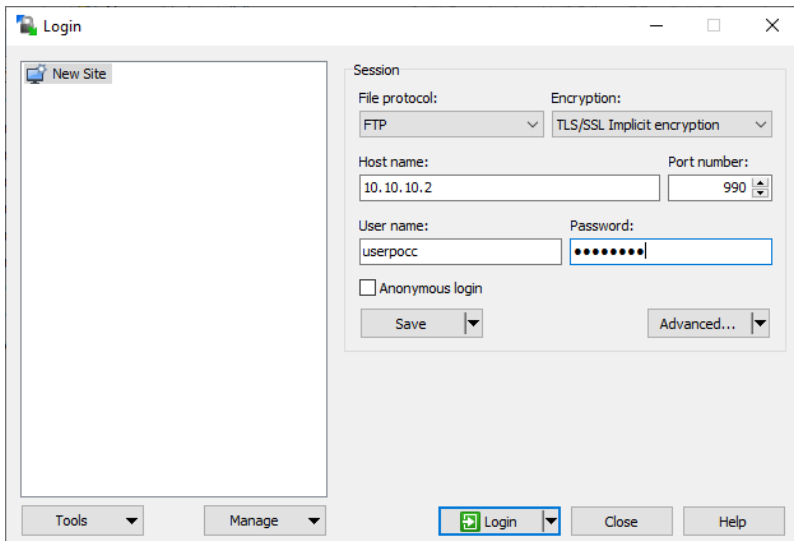 Login
New Site
Session
File protocol: Encryption:
FTP TLS/SSL Implicit encryption
Host name: Port number:
10.10.10.2 990
User name: Password:
userpocc ••••••••
Anonymous login
Save Advanced...
Tools Manage Login Close Help